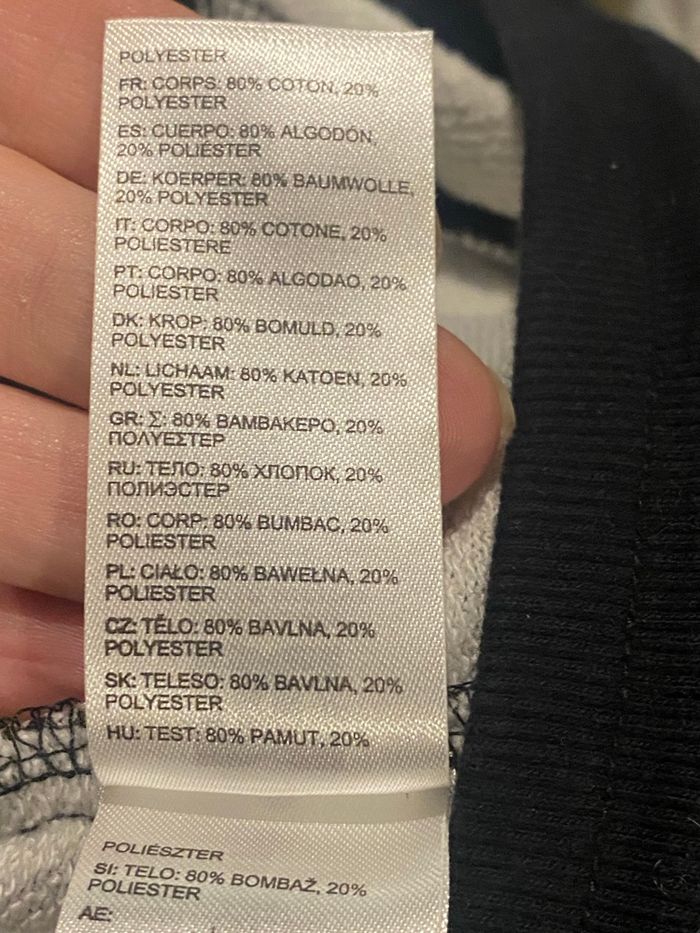 POLYESTER
FR: CORPS: 80% COTON, 20%
POLYESTER
ES: CUERPO: 80% ALGODÓN,
20% POLIÉSTER
DE: KOERPER: 80% BAUMWOLLE,
20% POLYESTER
IT: CORPO: 80% COTONE, 20%
POLIESTERE
PT: CORPO: 80% ALGODAO, 20%
POLIESTER
DK: KROP: 80% BOMULD, 20%
POLYESTER
NL: LICHAAM: 80% KATOEN, 20%
POLYESTER
GR: Σ: 80% ΒΑΜΒΑΚΕΡΟ, 20%
ΠΟΛΥΕΣΤΕΡ
RU: ТЕЛО: 80% ХЛОПОК, 20%
ПОЛИЭСТЕР
RO: CORP: 80% BUMBAC, 20%
POLIESTER
PL: CIAŁO: 80% BAWEŁNA, 20%
POLIESTER
CZ: TĚLO: 80% BAVLNA, 20%
POLYESTER
SK: TELESO: 80% BAVLNA, 20%
POLYESTER
HU: TEST: 80% PAMUT, 20%
POLIÉSZTER
SI: TELO: 80% BOMBAŽ, 20%
POLIESTER
AE: